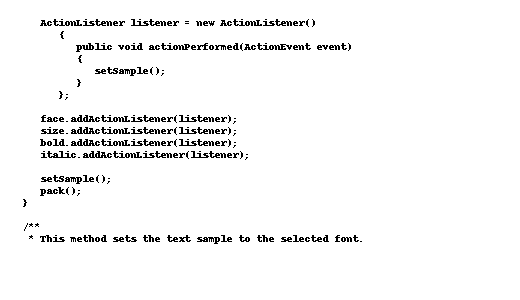 ActionListener listener = new ActionListener()
{
public void actionPerformed(ActionEvent event)
{
setSample();
}
};
face.addActionListener(listener);
size.addActionListener(listener);
bold.addActionListener(listener);
italic.addActionListener(listener);
setSample();
pack();
}
/**
* This method sets the text sample to the selected font.